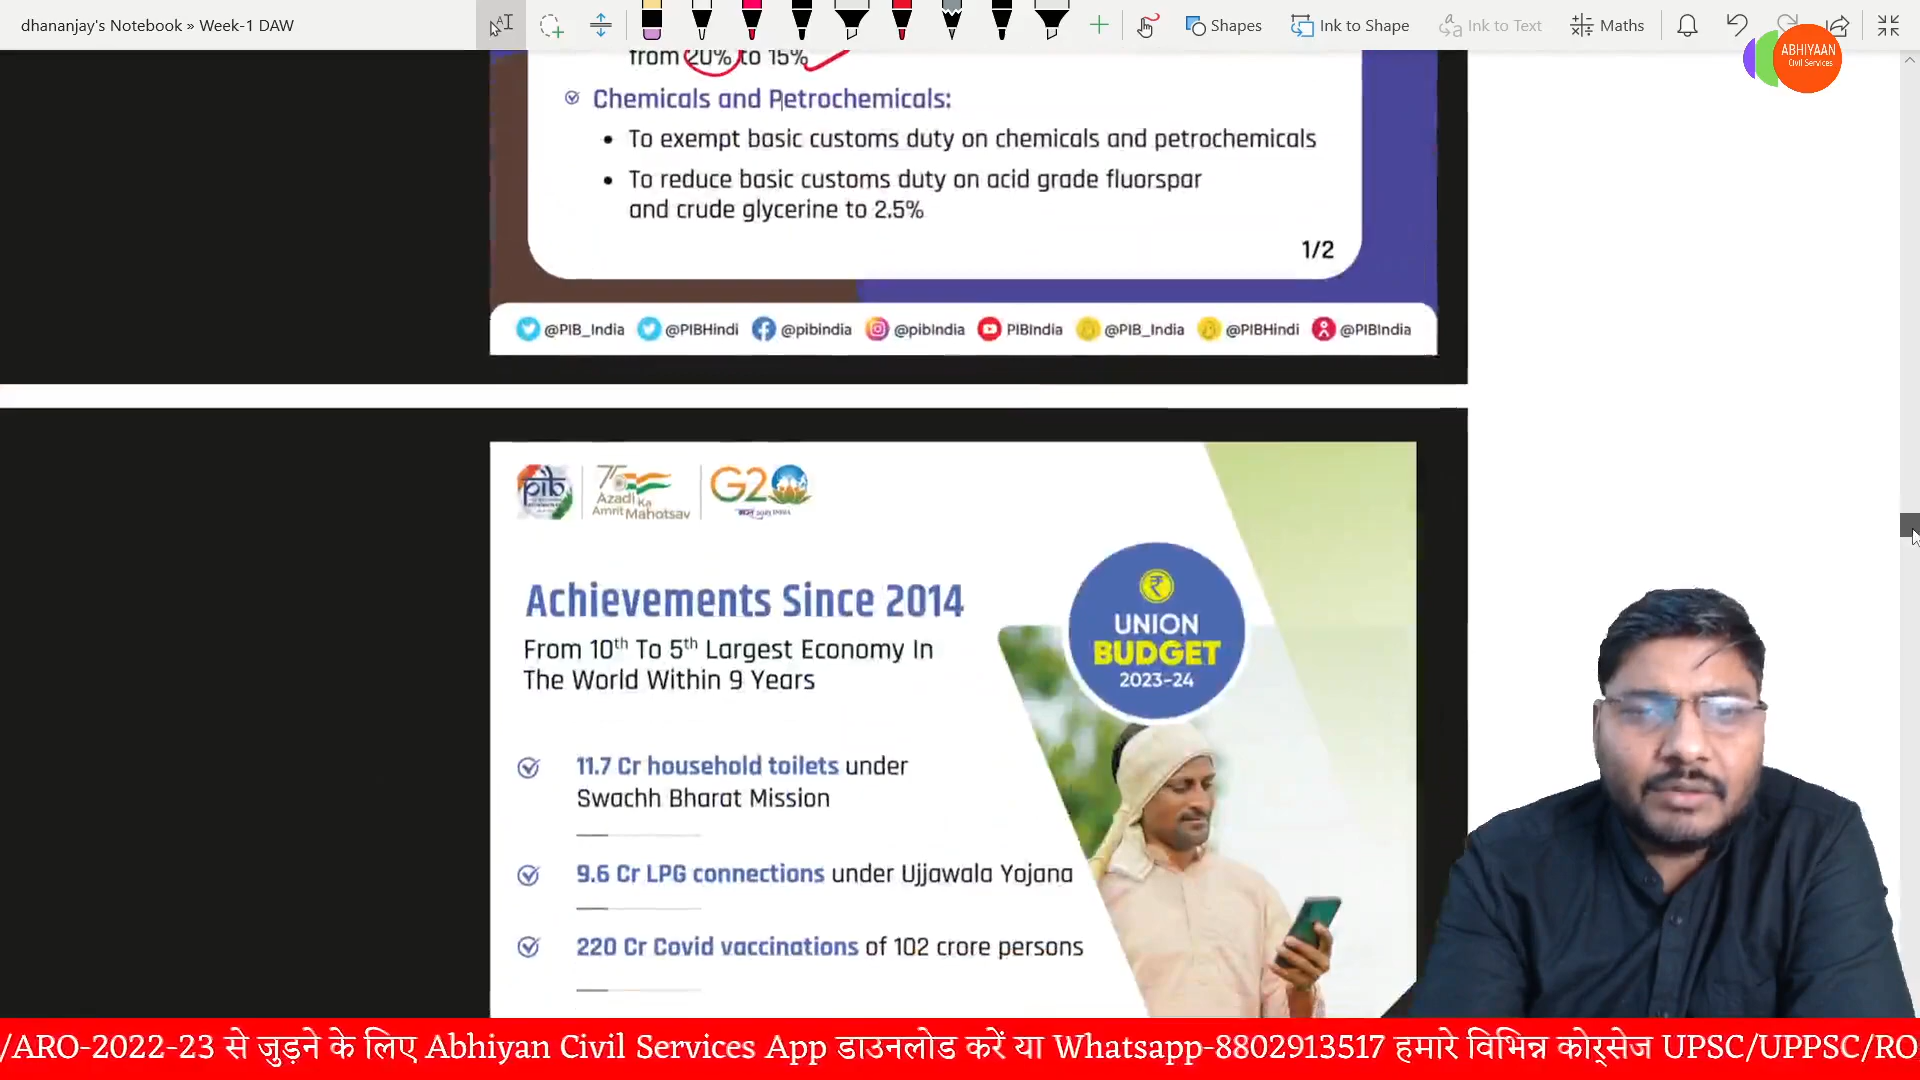 dhananjay's Notebook » Week-1 DAW
Shapes
Ink to Shape
Ink to Text
Maths
ABHIYAAN
Civil Services
from 20% to 15%
Chemicals and Petrochemicals:
• To exempt basic customs duty on chemicals and petrochemicals
• To reduce basic customs duty on acid grade fluorspar
and crude glycerine to 2.5%
1/2
@PIB_India @PIBHindi @pibindia @pibindia PIBIndia @PIB_India @PIBHindi @PIBIndia
pib
75
Azadi Ka
Amrit Mahotsav
G20
Achievements Since 2014
From 10th To 5th Largest Economy In
The World Within 9 Years
UNION
BUDGET
2023-24
11.7 Cr household toilets under
Swachh Bharat Mission
9.6 Cr LPG connections under Ujjawala Yojana
220 Cr Covid vaccinations of 102 crore persons
/ARO-2022-23 से जुड़ने के लिए Abhiyan Civil Services App डाउनलोड करें या Whatsapp-8802913517 हमारे विभिन्न कोर्सेज UPSC/UPPSC/RO